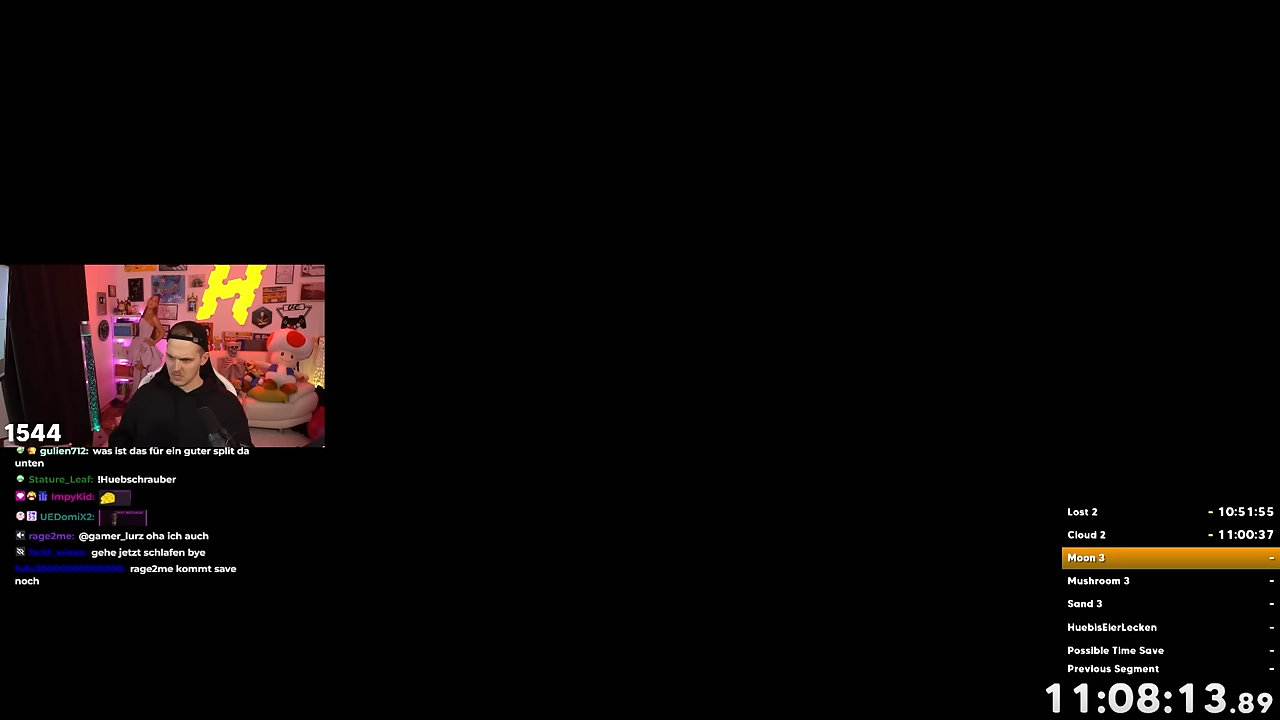 1544
gulien712: was ist das für ein guter split da
unten
Stature_Leaf: !Huebschrauber
ImpyKid:
UEDomiX2:
rage2me: @gamer_lurz oha ich auch
gehe jetzt schlafen bye
rage2me kommt save
noch
Lost 2 - 10:51:55
Cloud 2 - 11:00:37
Moon 3 -
Mushroom 3 -
Sand 3 -
HuebisEierLecken -
Possible Time Save -
Previous Segment -
11:08:13.89